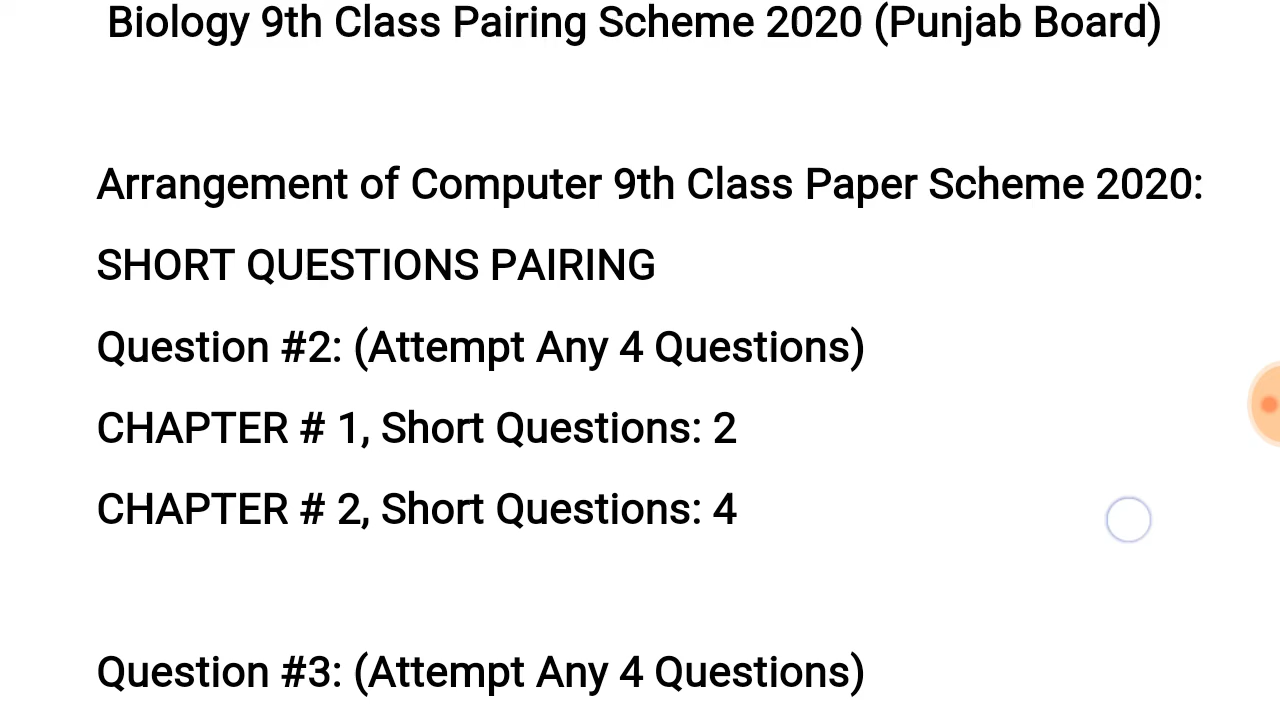 Biology 9th Class Pairing Scheme 2020 (Punjab Board)
Arrangement of Computer 9th Class Paper Scheme 2020:
SHORT QUESTIONS PAIRING
Question #2: (Attempt Any 4 Questions)
CHAPTER # 1, Short Questions: 2
CHAPTER # 2, Short Questions: 4
Question #3: (Attempt Any 4 Questions)